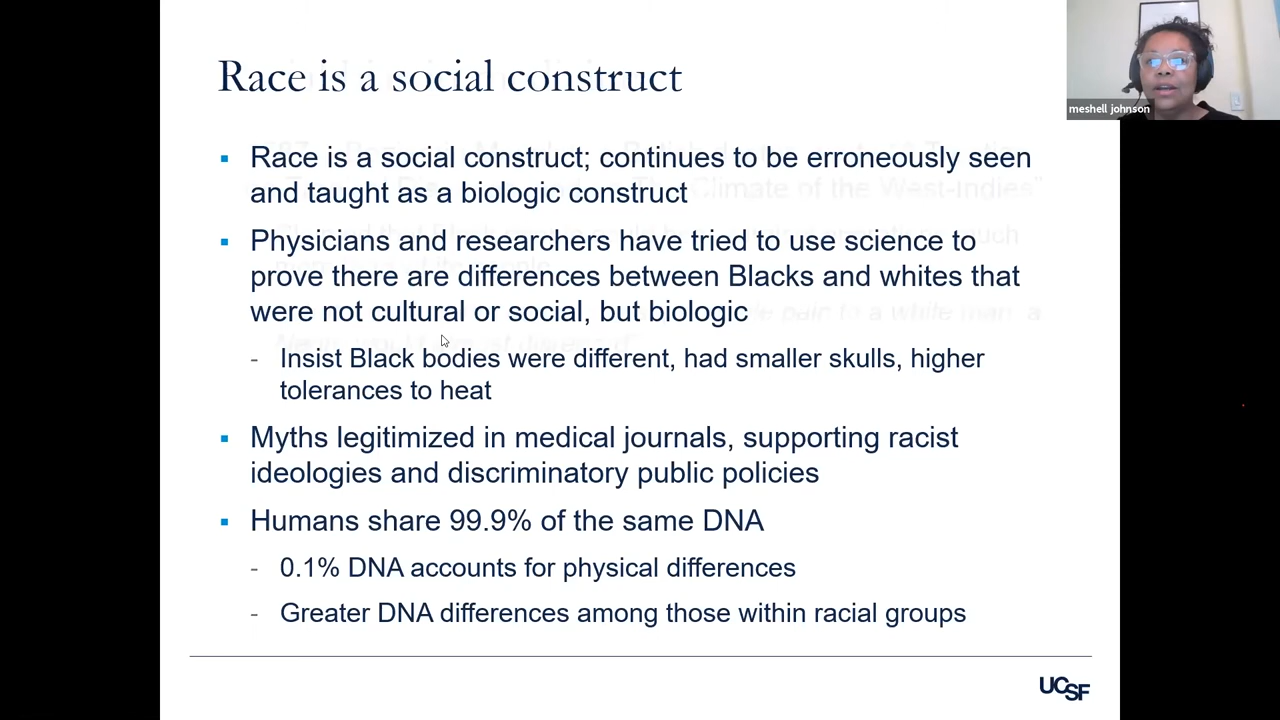 Race is a social construct
meshell johnson
▪ Race is a social construct; continues to be erroneously seen
and taught as a biologic construct
▪ Physicians and researchers have tried to use science to
prove there are differences between Blacks and whites that
were not cultural or social, but biologic
- Insist Black bodies were different, had smaller skulls, higher
tolerances to heat
▪ Myths legitimized in medical journals, supporting racist
ideologies and discriminatory public policies
▪ Humans share 99.9% of the same DNA
- 0.1% DNA accounts for physical differences
- Greater DNA differences among those within racial groups
UCSF